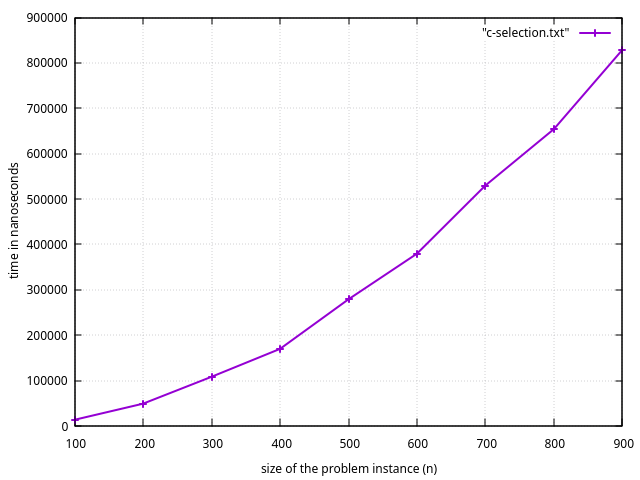 900000
"c-selection.txt"
800000
700000
600000
500000
400000
300000
200000
100000
0
time in nanoseconds
100 200 300 400 500 600 700 800 900
size of the problem instance (n)